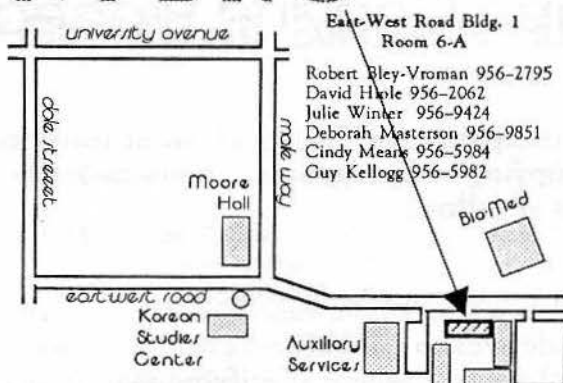 East-West Road Bldg. 1
Room 6-A
university avenue
Robert Bley-Vroman 956-2795
David Hiple 956-2062
Julie Winter 956-9424
Deborah Masterson 956-9851
Cindy Means 956-5984
Guy Kellogg 956-5982
dole street
maile way
Moore
Hall
Bio-Med
east west road
Korean
Studies
Center
Auxiliary
Services